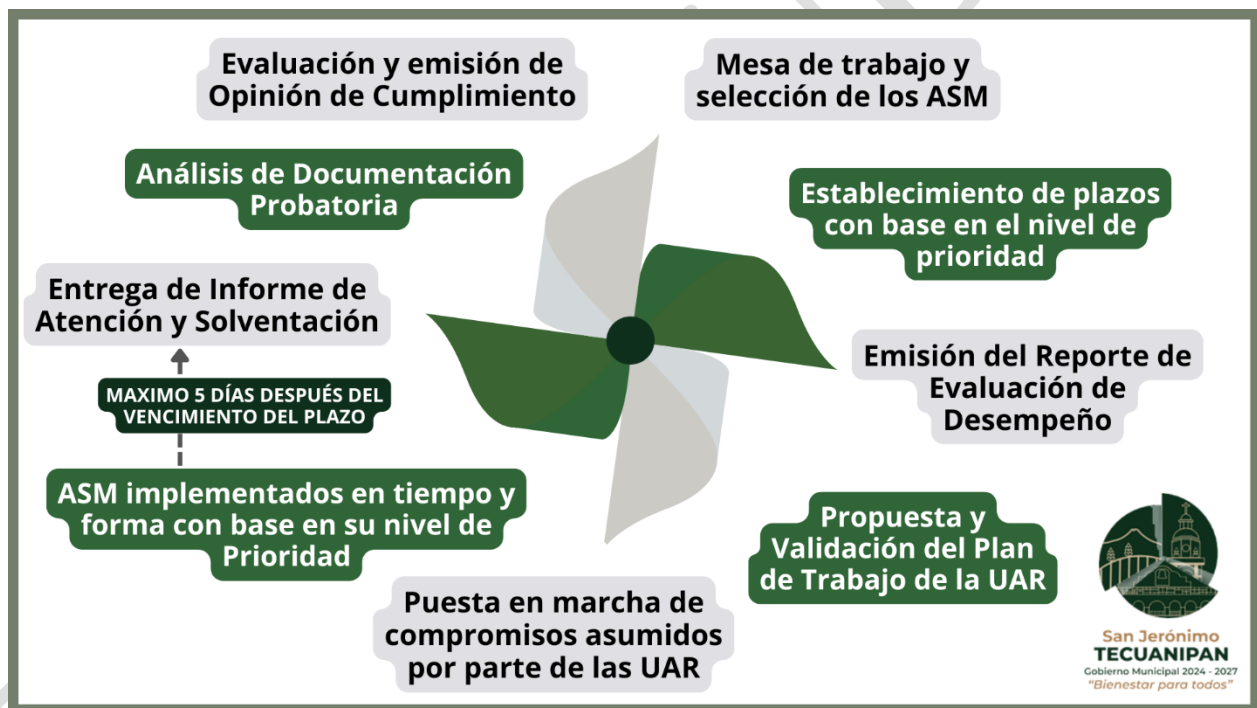 Evaluación y emisión de
Opinión de Cumplimiento
Mesa de trabajo y
selección de los ASM
Análisis de Documentación
Probatoria
Establecimiento de plazos
con base en el nivel de
prioridad
Entrega de Informe de
Atención y Solventación
Emisión del Reporte de
Evaluación de
Desempeño
MAXIMO 5 DÍAS DESPUÉS DEL
VENCIMIENTO DEL PLAZO
ASM implementados en tiempo y
forma con base en su nivel de
Prioridad
Propuesta y
Validación del Plan
de Trabajo de la UAR
Puesta en marcha de
compromisos asumidos
por parte de las UAR
San Jerónimo
TECUANIPAN
Gobierno Municipal 2024 - 2027
"Bienestar para todos"